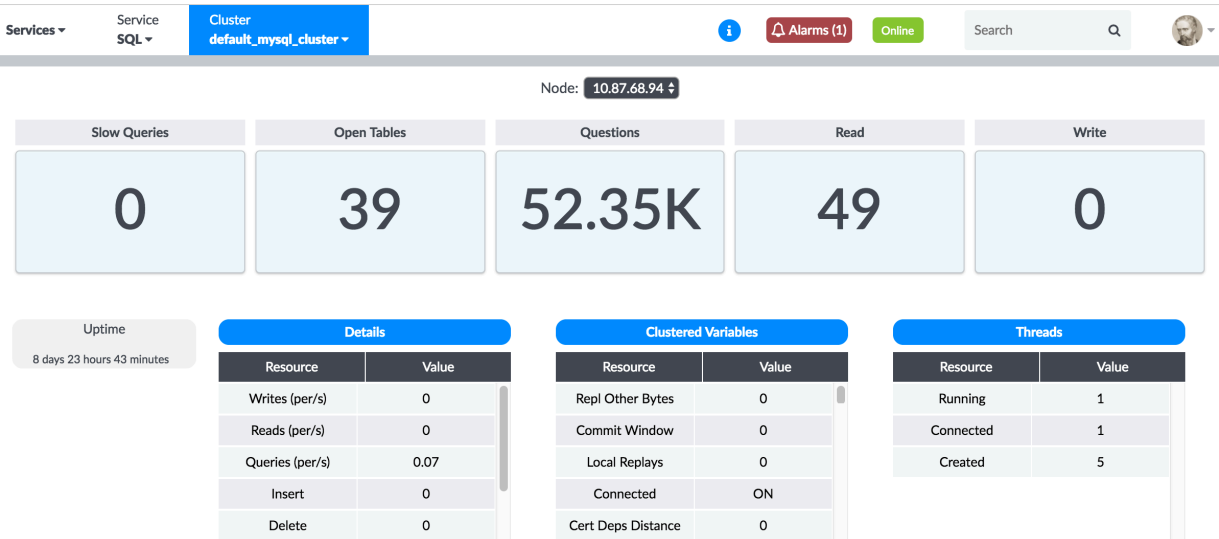 Services
Service
SQL
Cluster
default_mysql_cluster
i
Alarms (1)
Online
Search
Node: 10.87.68.94
Slow Queries Open Tables Questions Read Write
0 39 52.35K 49 0
Uptime
8 days 23 hours 43 minutes
Details
Resource Value
Writes (per/s) 0
Reads (per/s) 0
Queries (per/s) 0.07
Insert 0
Delete 0
Clustered Variables
Resource Value
Repl Other Bytes 0
Commit Window 0
Local Replays 0
Connected ON
Cert Deps Distance 0
Threads
Resource Value
Running 1
Connected 1
Created 5